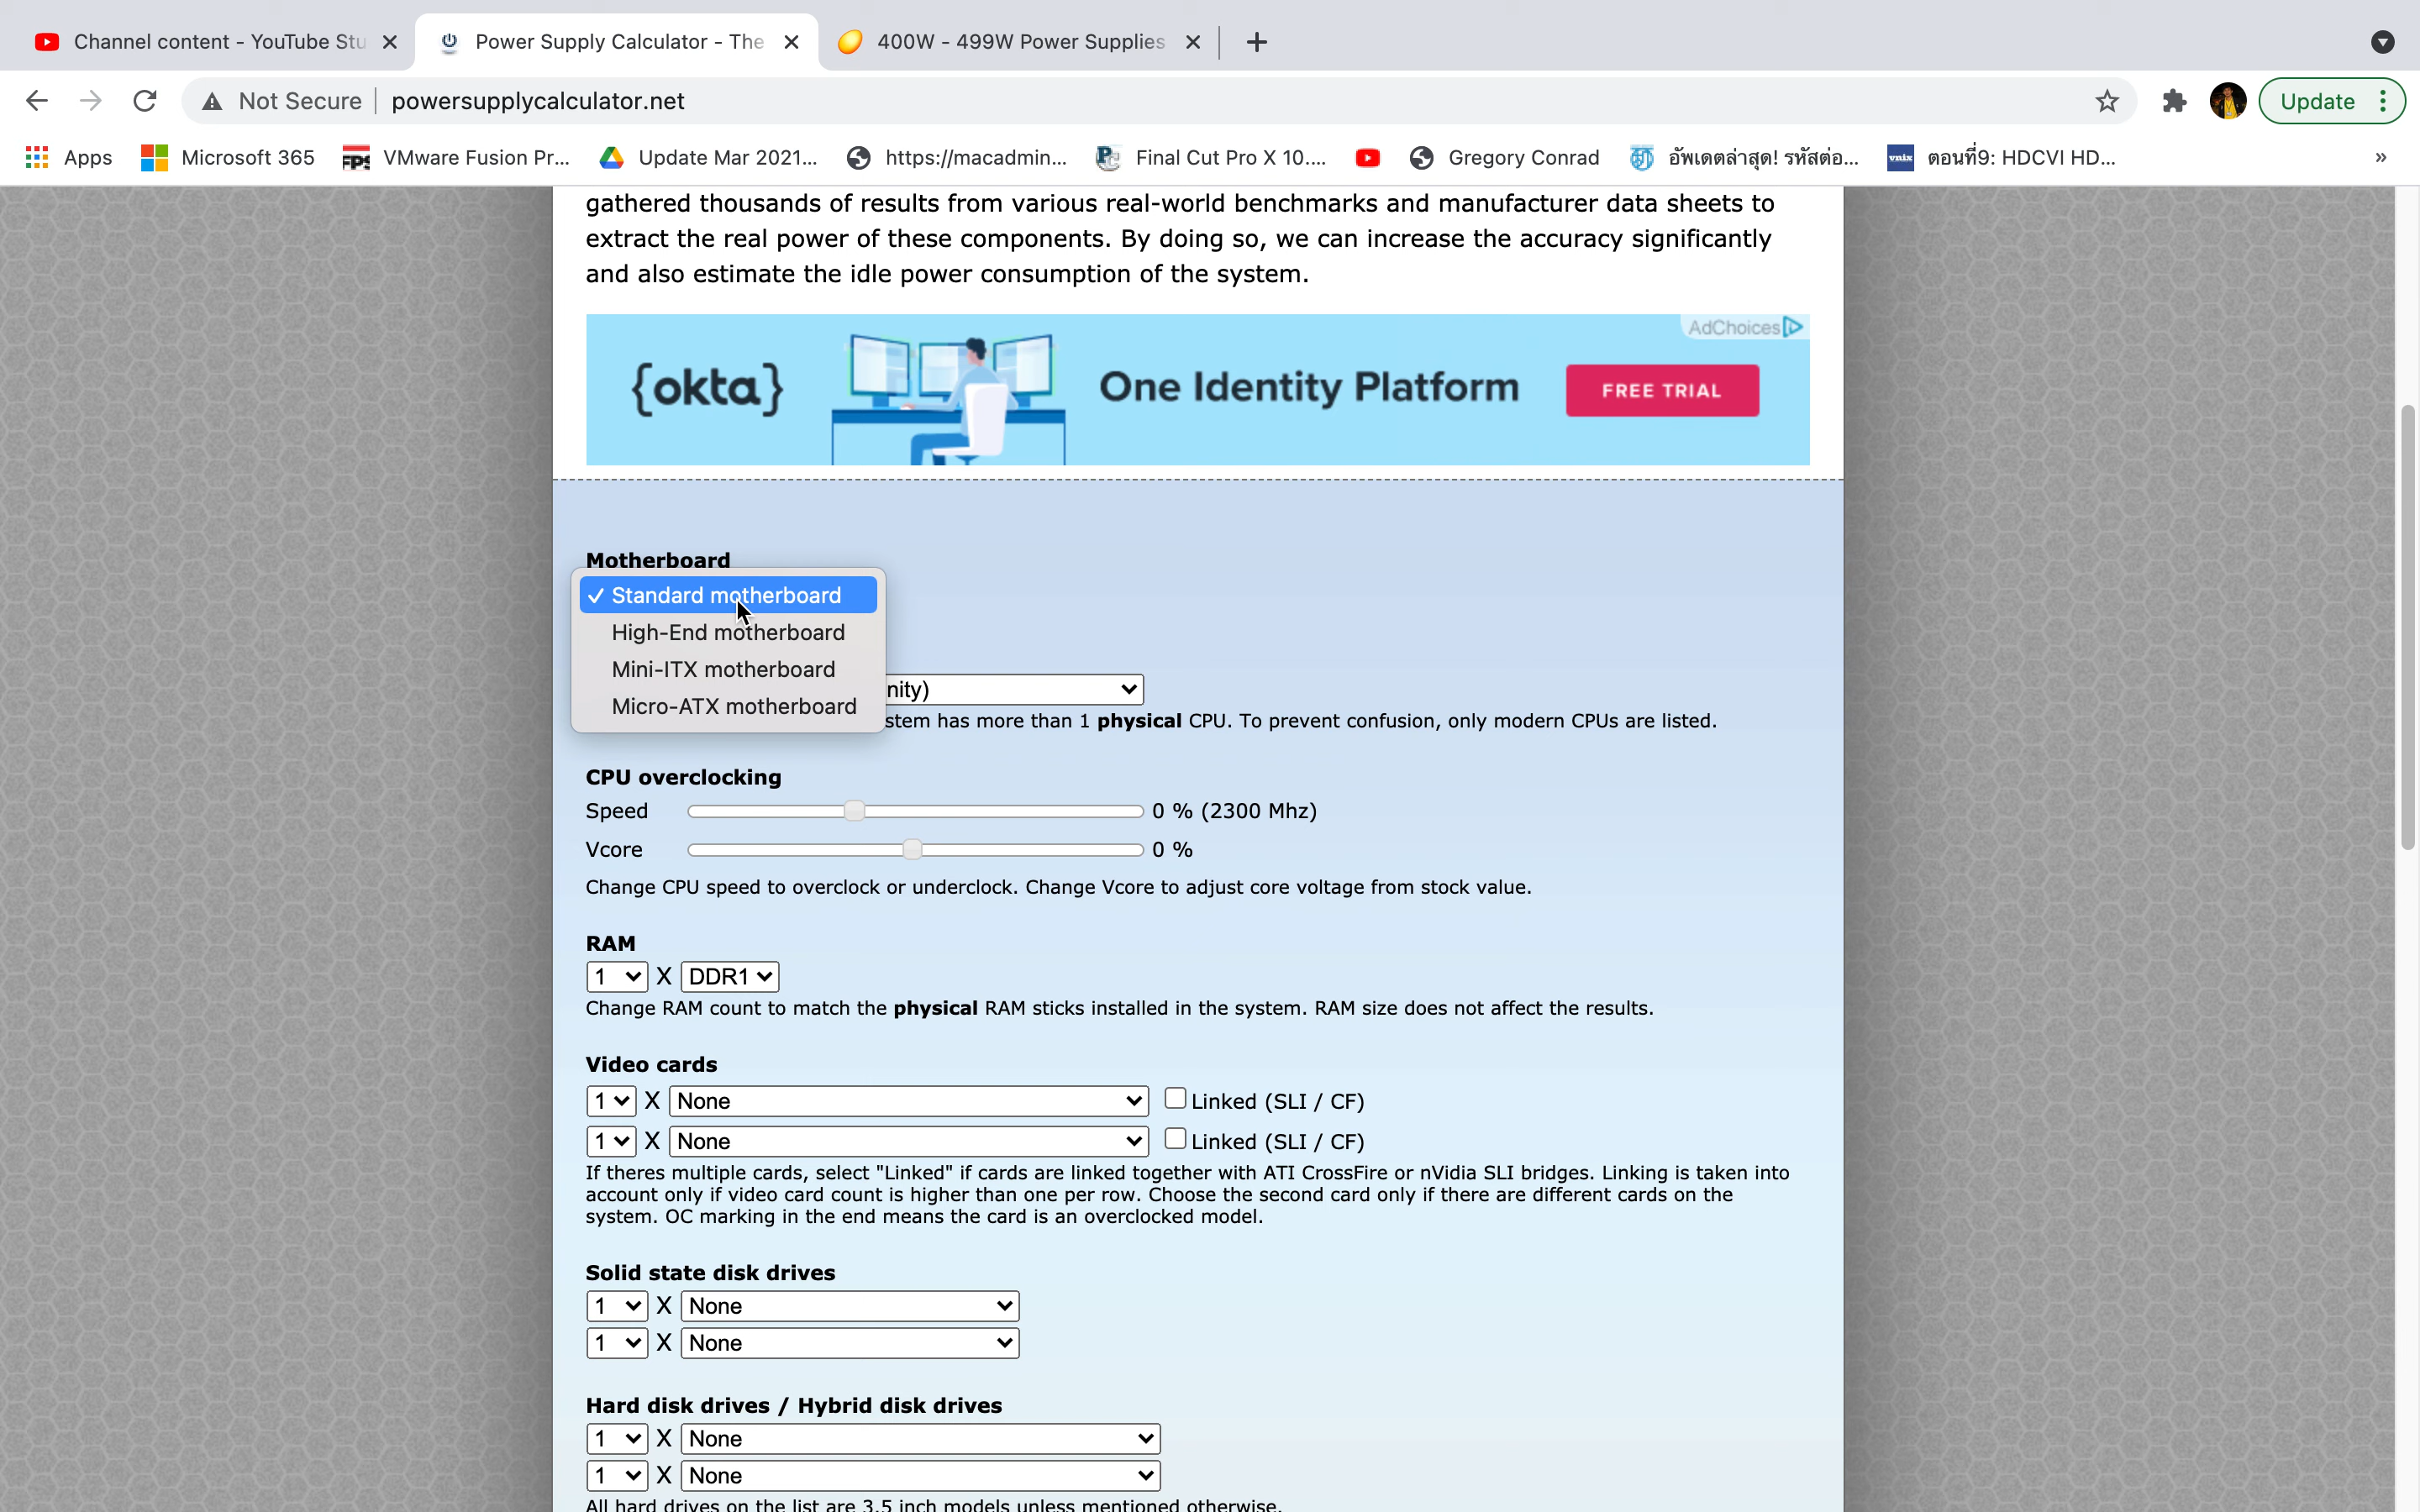 Channel content - YouTube Stu
Power Supply Calculator - The
400W - 499W Power Supplies
Not Secure
powersupplycalculator.net
Update
Apps
Microsoft 365
VMware Fusion Pr...
Update Mar 2021...
https://macadmin...
Final Cut Pro X 10....
Gregory Conrad
อัพเดตล่าสุด! รหัสต่อ...
vnix
ตอนที่9: HDCVI HD...
»
gathered thousands of results from various real-world benchmarks and manufacturer data sheets to
extract the real power of these components. By doing so, we can increase the accuracy significantly
and also estimate the idle power consumption of the system.
AdChoices
{okta}
One Identity Platform
FREE TRIAL
Motherboard
✓ Standard motherboard
High-End motherboard
Mini-ITX motherboard
Micro-ATX motherboard
nity)
stem has more than 1 physical CPU. To prevent confusion, only modern CPUs are listed.
CPU overclocking
Speed 0 % (2300 Mhz)
Vcore 0 %
Change CPU speed to overclock or underclock. Change Vcore to adjust core voltage from stock value.
RAM
1 X DDR1
Change RAM count to match the physical RAM sticks installed in the system. RAM size does not affect the results.
Video cards
1 X None Linked (SLI / CF)
1 X None Linked (SLI / CF)
If theres multiple cards, select "Linked" if cards are linked together with ATI CrossFire or nVidia SLI bridges. Linking is taken into
account only if video card count is higher than one per row. Choose the second card only if there are different cards on the
system. OC marking in the end means the card is an overclocked model.
Solid state disk drives
1 X None
1 X None
Hard disk drives / Hybrid disk drives
1 X None
1 X None
All hard drives on the list are 3.5 inch models unless mentioned otherwise.